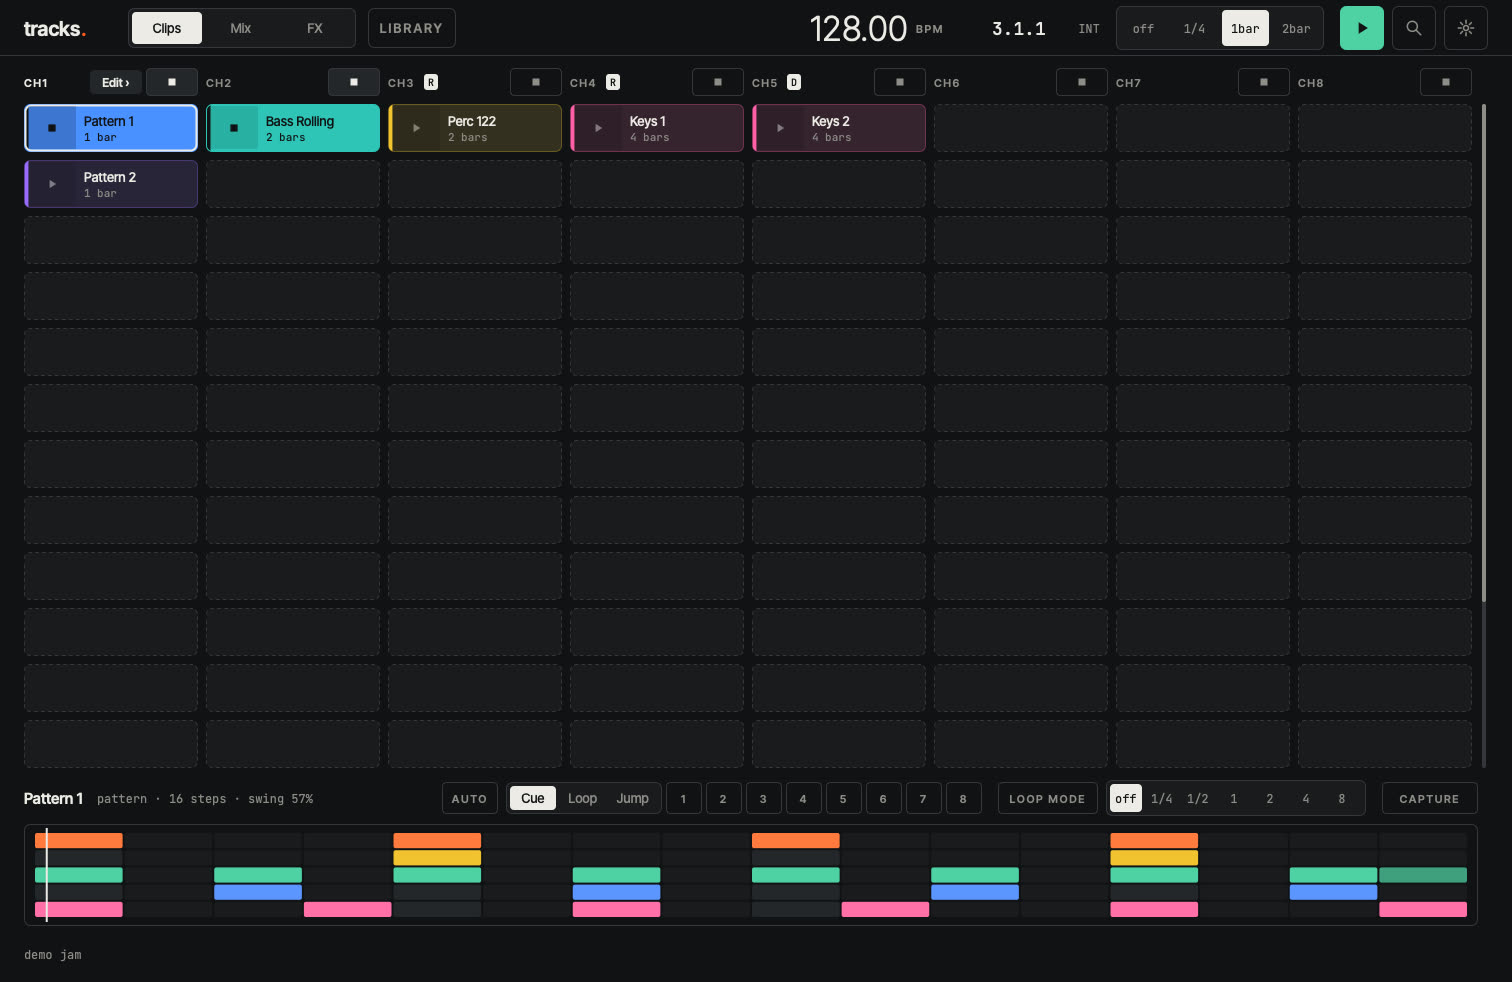 tracks.
Clips Mix FX LIBRARY 128.00 BPM 3.1.1 INT off 1/4 1bar 2bar
CH1 Edit › CH2 CH3 R CH4 R CH5 D CH6 CH7 CH8
Pattern 1 Bass Rolling Perc 122 Keys 1 Keys 2
1 bar 2 bars 2 bars 4 bars 4 bars
Pattern 2
1 bar
Pattern 1 pattern · 16 steps · swing 57% AUTO Cue Loop Jump 1 2 3 4 5 6 7 8 LOOP MODE off 1/4 1/2 1 2 4 8 CAPTURE
demo jam